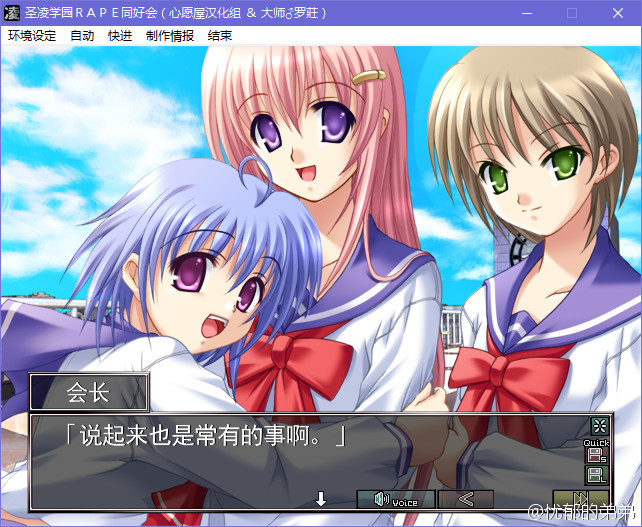 凌 圣凌学园ＲＡＰＥ同好会（心愿屋汉化组 & 大师♂罗莊）
环境设定 自动 快进 制作情报 结束
会长
「说起来也是常有的事啊。」
Quick
S
L
Voice
@忧郁的弟弟